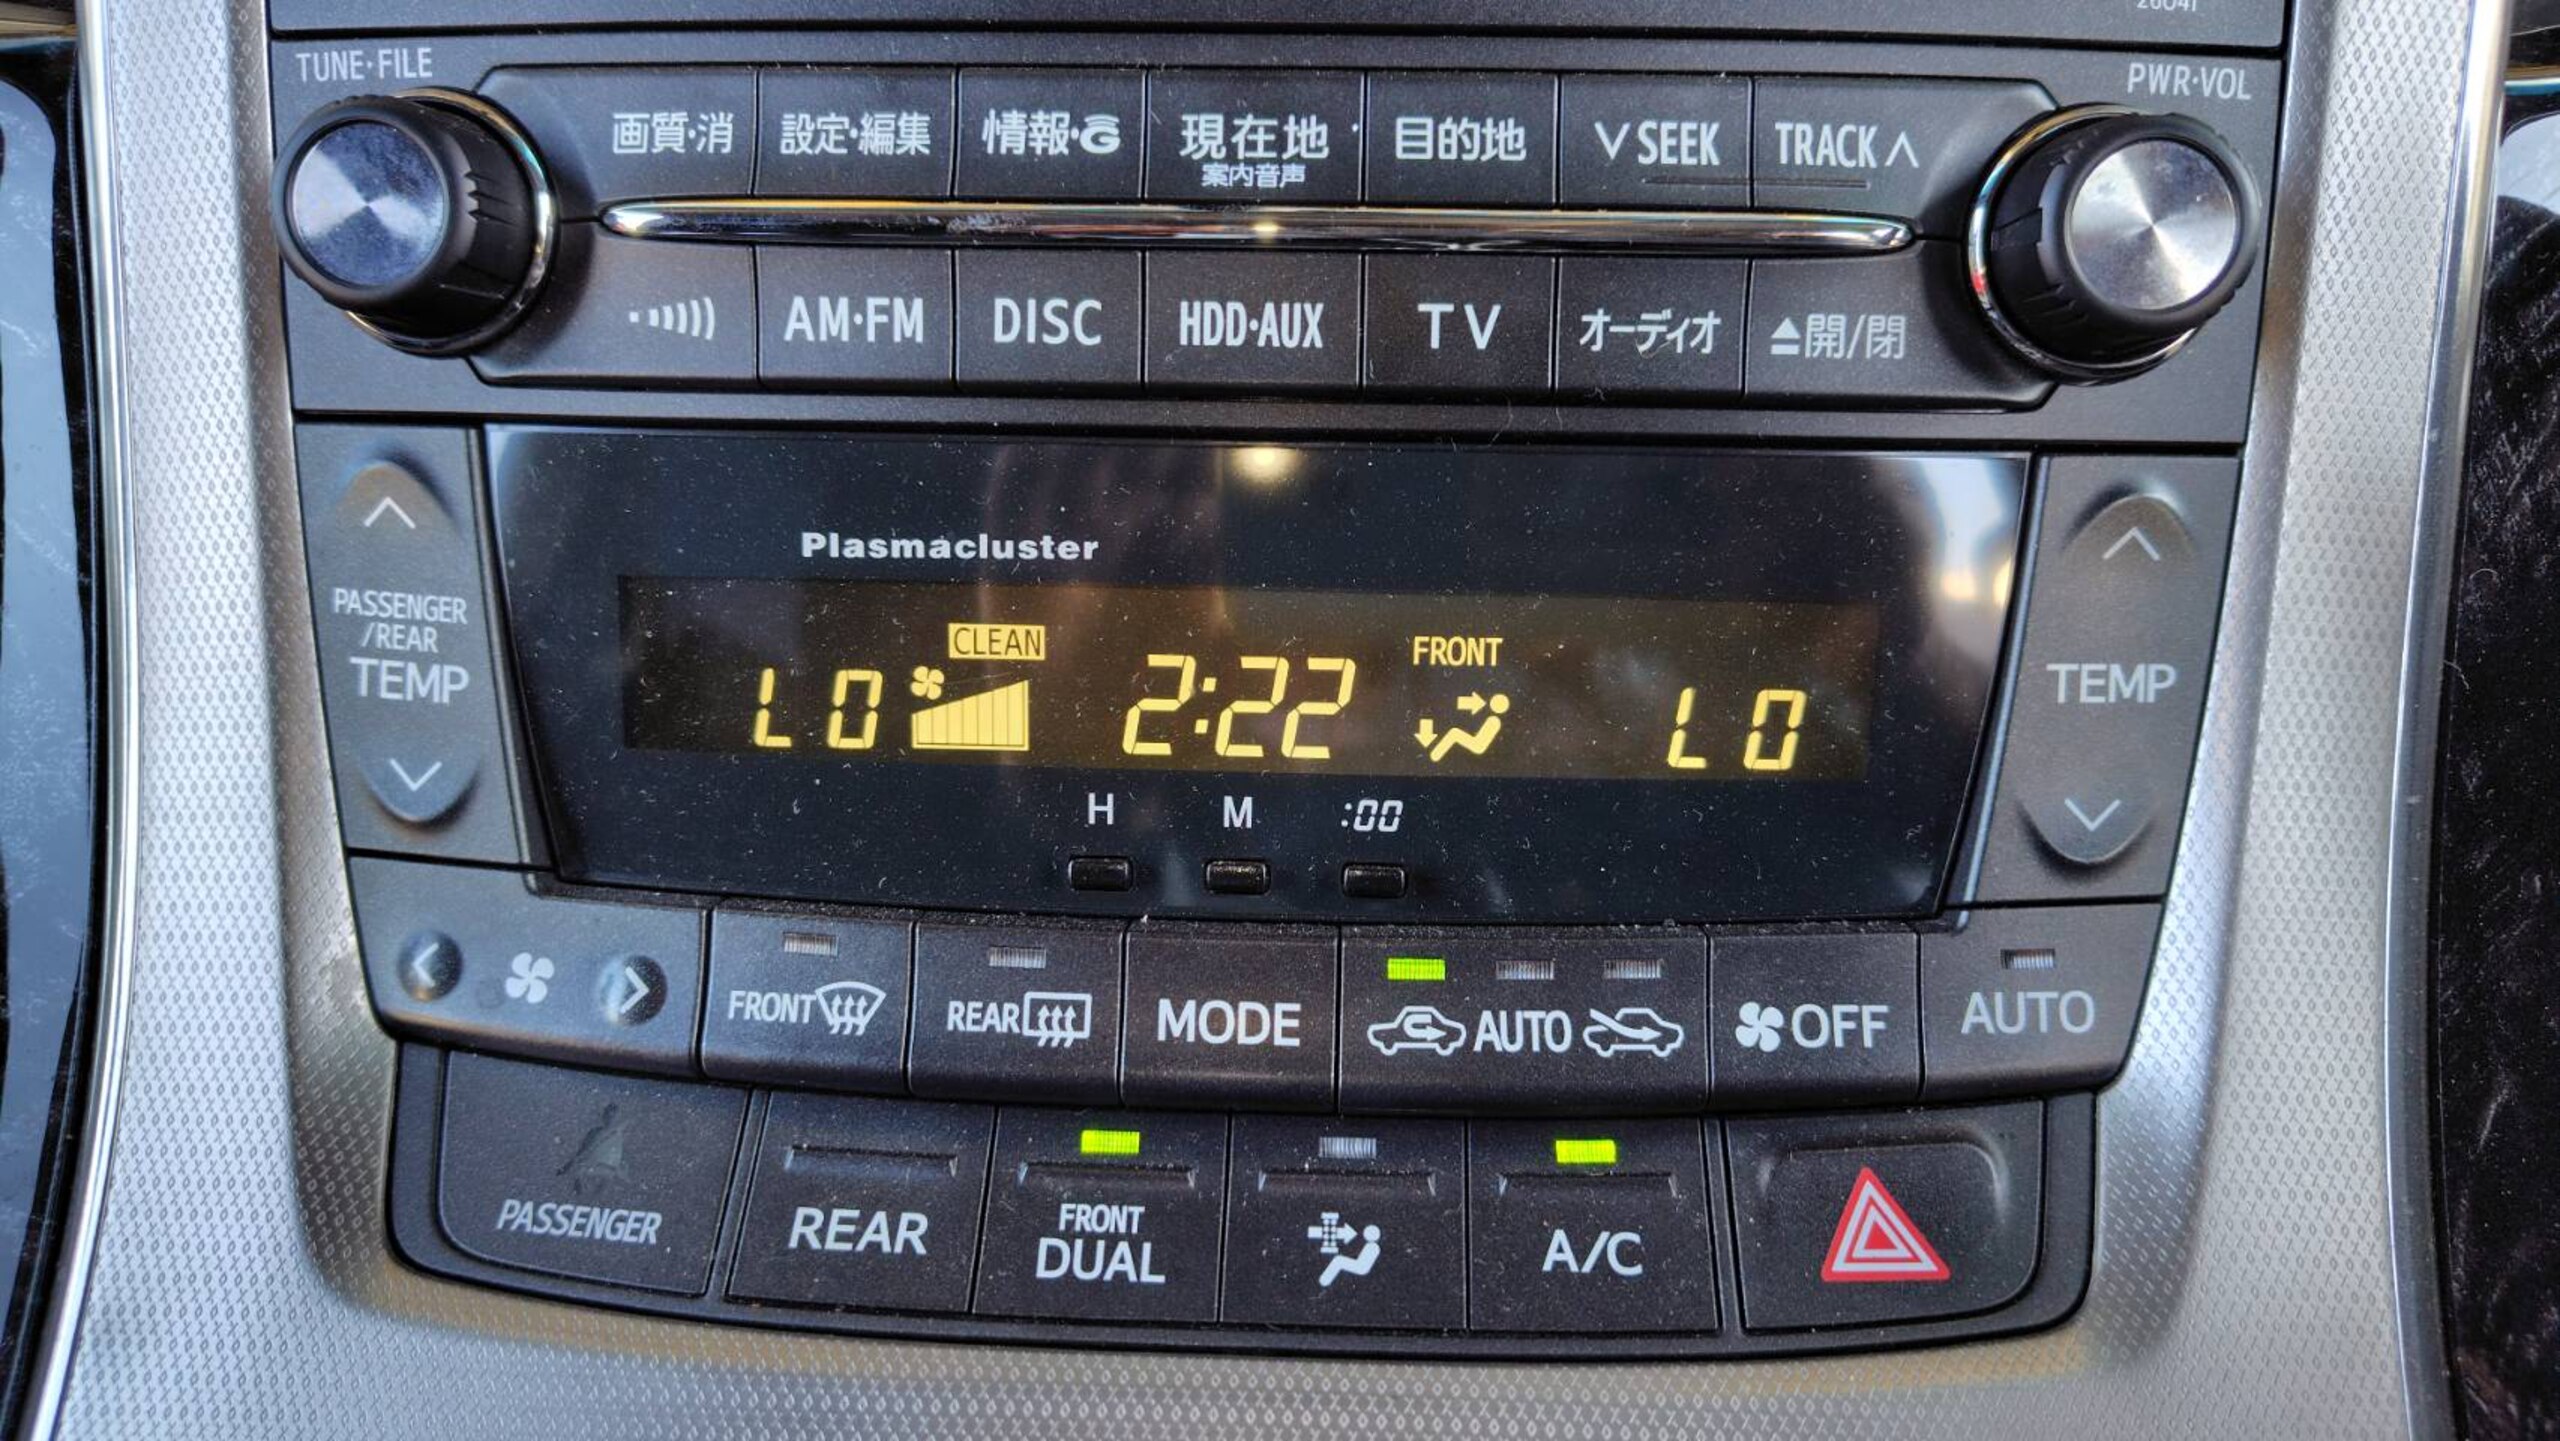 TUNE·FILE
PWR·VOL
画質·消 設定·編集 情報·G 現在地 目的地 ∨ SEEK TRACK ∧
案内音声
AM·FM DISC HDD·AUX TV オーディオ ⏏開/閉
Plasmacluster
PASSENGER
/REAR
TEMP
CLEAN
FRONT
LO 2:22 LO
TEMP
H M :00
FRONT REAR MODE AUTO OFF AUTO
PASSENGER REAR FRONT
DUAL A/C